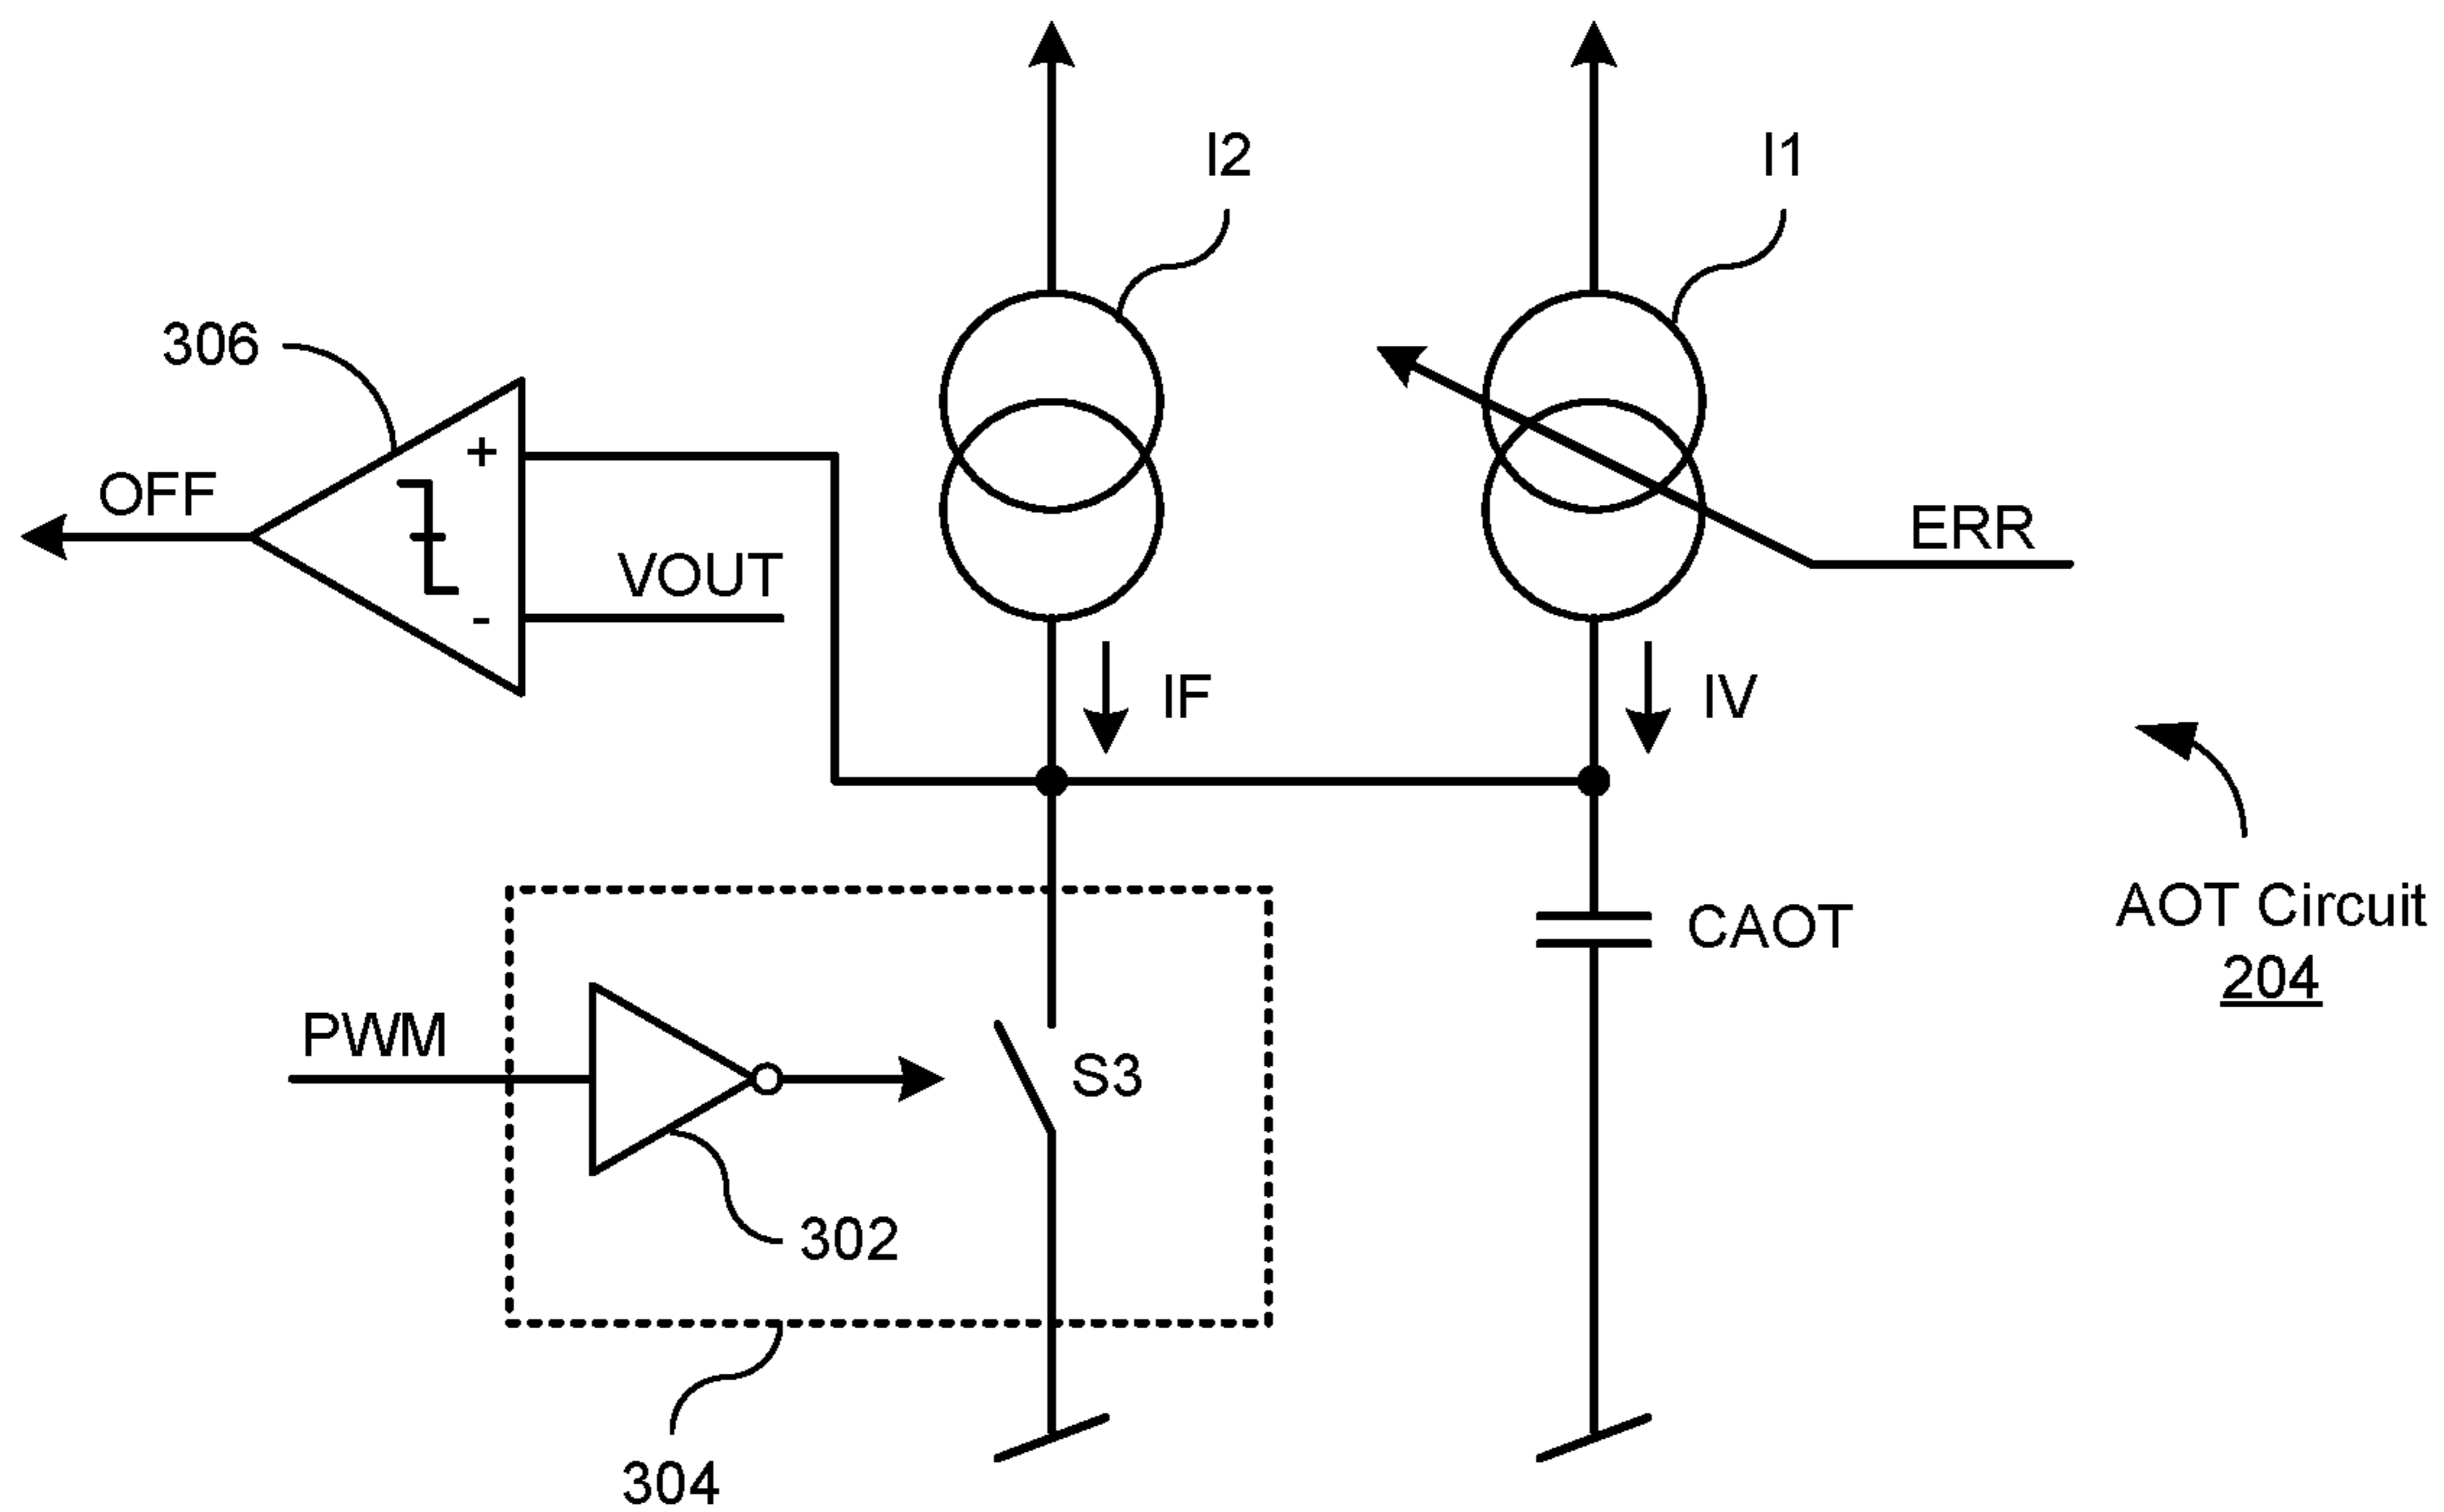 I2
I1
306
+
OFF
ERR
VOUT
-
IF
IV
AOT Circuit
204
CAOT
PWM
S3
302
304